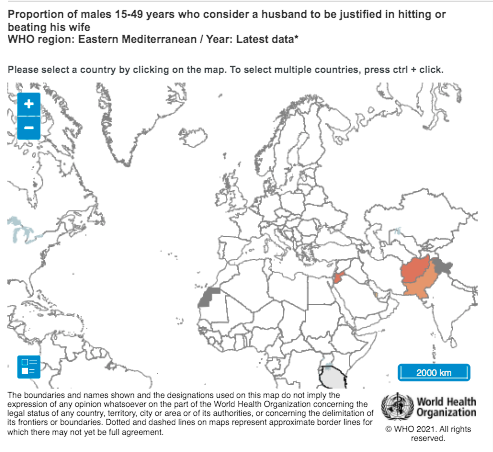 Proportion of males 15-49 years who consider a husband to be justified in hitting or
beating his wife
WHO region: Eastern Mediterranean / Year: Latest data*
Please select a country by clicking on the map. To select multiple countries, press ctrl + click.
+
−
2000 km
The boundaries and names shown and the designations used on this map do not imply the
expression of any opinion whatsoever on the part of the World Health Organization concerning the
legal status of any country, territory, city or area or of its authorities, or concerning the delimitation of
its frontiers or boundaries. Dotted and dashed lines on maps represent approximate border lines for
which there may not yet be full agreement.
World Health
Organization
© WHO 2021. All rights
reserved.